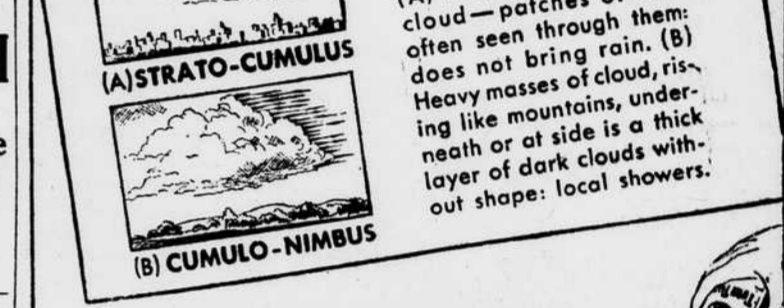 (A) STRATO-CUMULUS
(B) CUMULO-NIMBUS
cloud—patches
often seen through them:
does not bring rain. (B)
Heavy masses of cloud, ris-
ing like mountains, under-
neath or at side is a thick
layer of dark clouds with-
out shape: local showers.